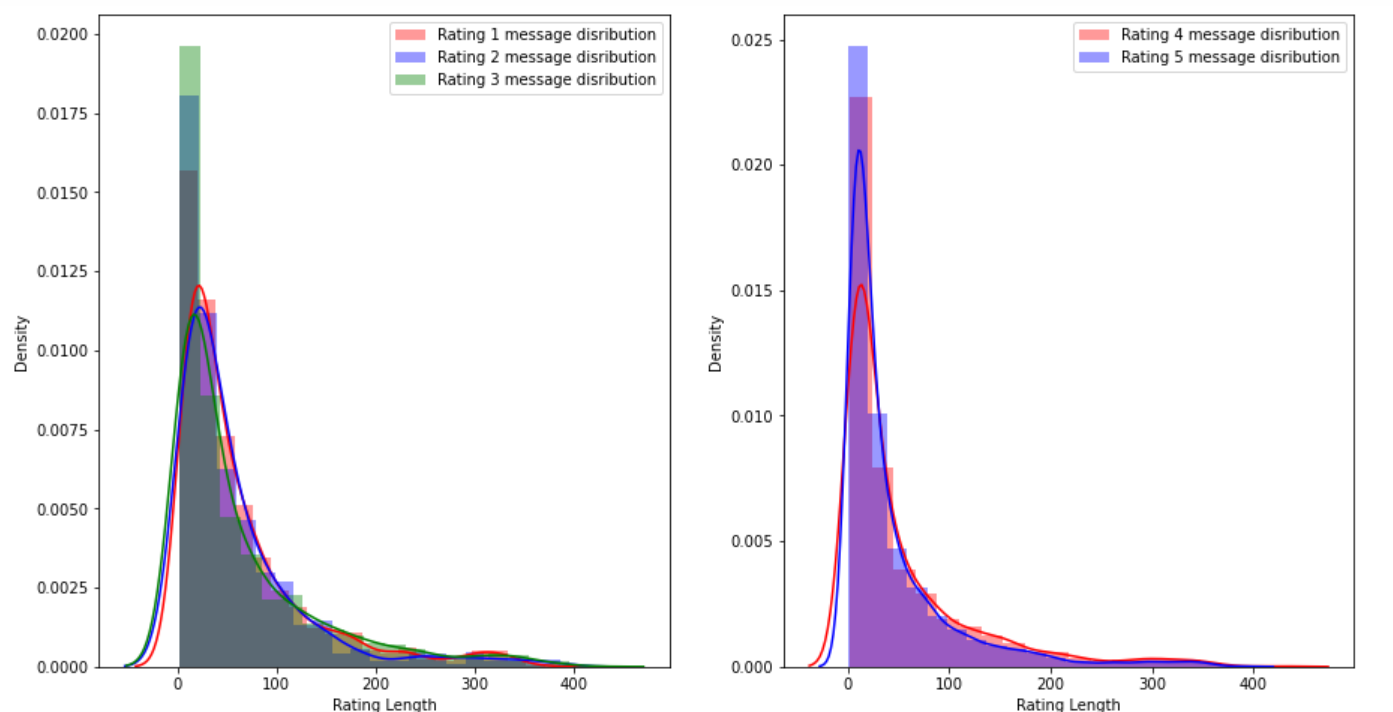 Rating 1 message disribution
Rating 2 message disribution
Rating 3 message disribution
0.0200
0.0175
0.0150
0.0125
0.0100
0.0075
0.0050
0.0025
0.0000
Density
0 100 200 300 400
Rating Length
Rating 4 message disribution
Rating 5 message disribution
0.025
0.020
0.015
0.010
0.005
0.000
Density
0 100 200 300 400
Rating Length